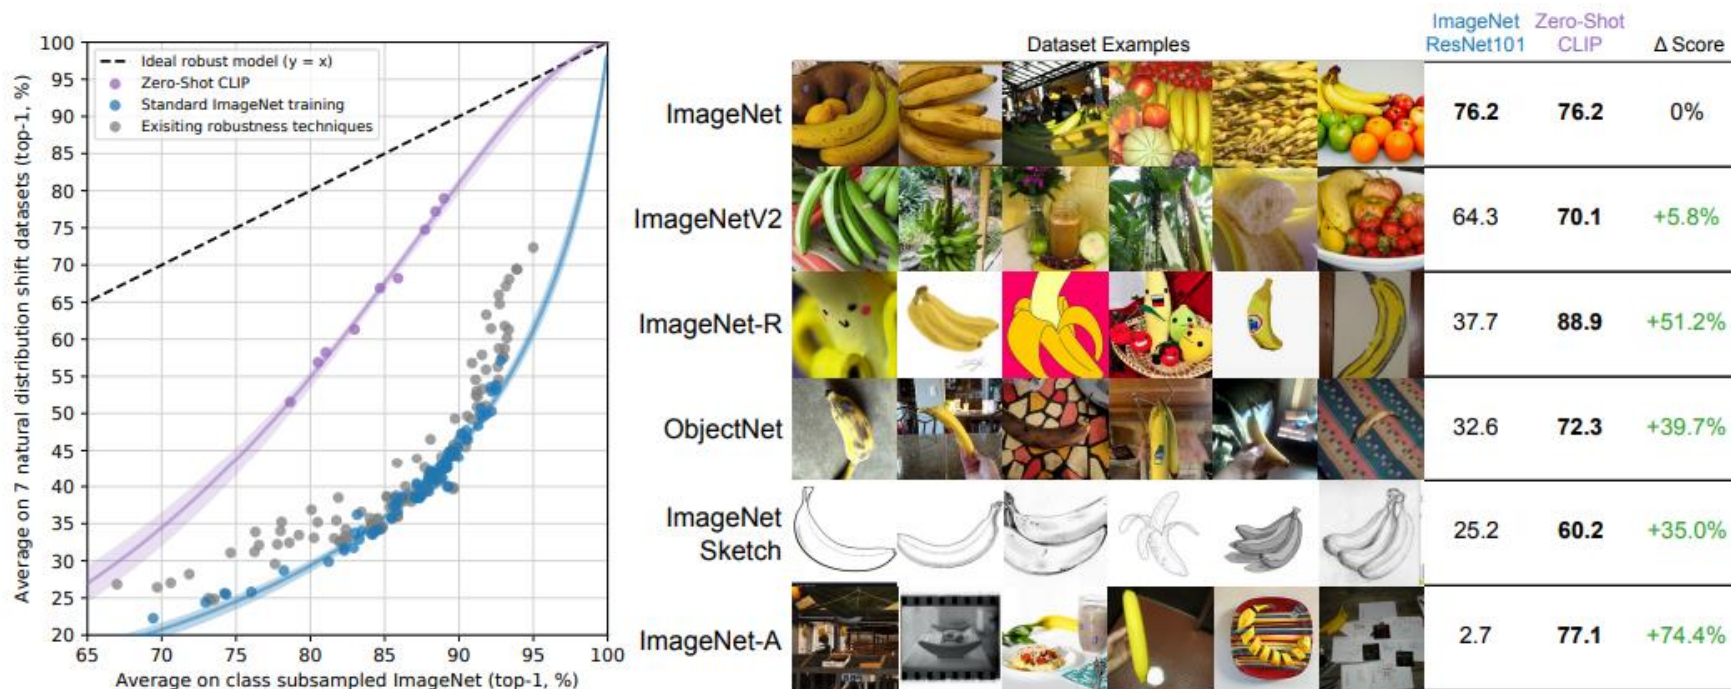 100
95
90
85
80
75
70
65
60
55
50
45
40
35
30
25
20
Average on 7 natural distribution shift datasets (top-1, %)
Ideal robust model (y = x)
Zero-Shot CLIP
Standard ImageNet training
Exisiting robustness techniques
65 70 75 80 85 90 95 100
Average on class subsampled ImageNet (top-1, %)
Dataset Examples
ImageNet
ResNet101
Zero-Shot
CLIP
Δ Score
ImageNet
76.2 76.2 0%
ImageNetV2
64.3 70.1 +5.8%
ImageNet-R
37.7 88.9 +51.2%
ObjectNet
32.6 72.3 +39.7%
ImageNet
Sketch
25.2 60.2 +35.0%
ImageNet-A
2.7 77.1 +74.4%